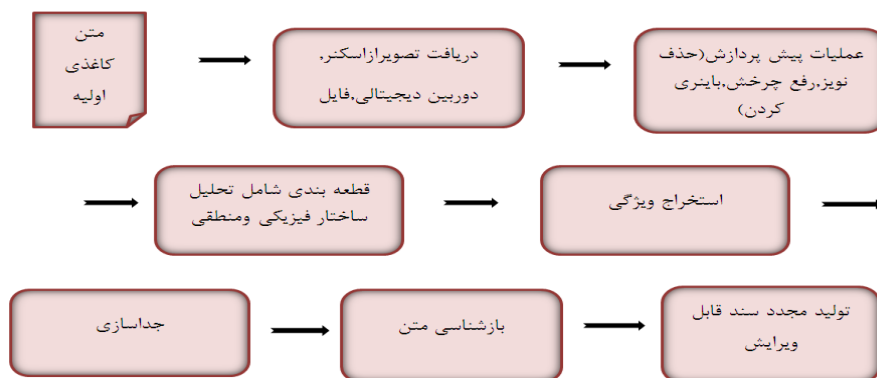 متن
کاغذی
اولیه
دریافت تصویرازاسکنر,
دوربین دیجیتالی,فایل
عملیات پیش پردازش(حذف
نویز,رفع چرخش,باینری
کردن)
قطعه بندی شامل تحلیل
ساختار فیزیکی ومنطقی
استخراج ویژگی
جداسازی
بازشناسی متن
تولید مجدد سند قابل
ویرایش